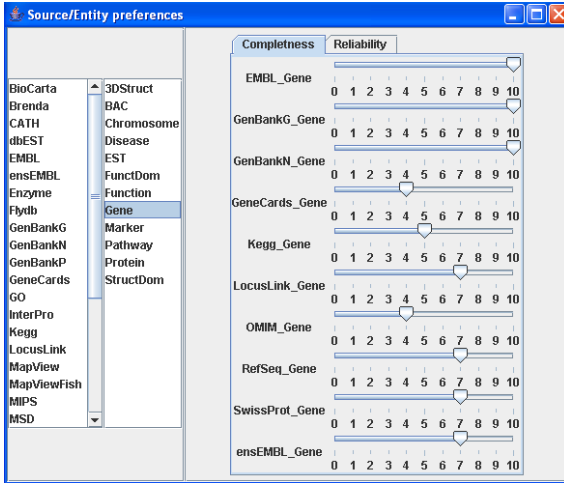 Source/Entity preferences
BioCarta
Brenda
CATH
dbEST
EMBL
ensEMBL
Enzyme
Flydb
GenBankG
GenBankN
GenBankP
GeneCards
GO
InterPro
Kegg
LocusLink
MapView
MapViewFish
MIPS
MSD
3DStruct
BAC
Chromosome
Disease
EST
FunctDom
Function
Gene
Marker
Pathway
Protein
StructDom
Completness Reliability
EMBL_Gene
0 1 2 3 4 5 6 7 8 9 10
GenBankG_Gene
0 1 2 3 4 5 6 7 8 9 10
GenBankN_Gene
0 1 2 3 4 5 6 7 8 9 10
GeneCards_Gene
0 1 2 3 4 5 6 7 8 9 10
Kegg_Gene
0 1 2 3 4 5 6 7 8 9 10
LocusLink_Gene
0 1 2 3 4 5 6 7 8 9 10
OMIM_Gene
0 1 2 3 4 5 6 7 8 9 10
RefSeq_Gene
0 1 2 3 4 5 6 7 8 9 10
SwissProt_Gene
0 1 2 3 4 5 6 7 8 9 10
ensEMBL_Gene
0 1 2 3 4 5 6 7 8 9 10